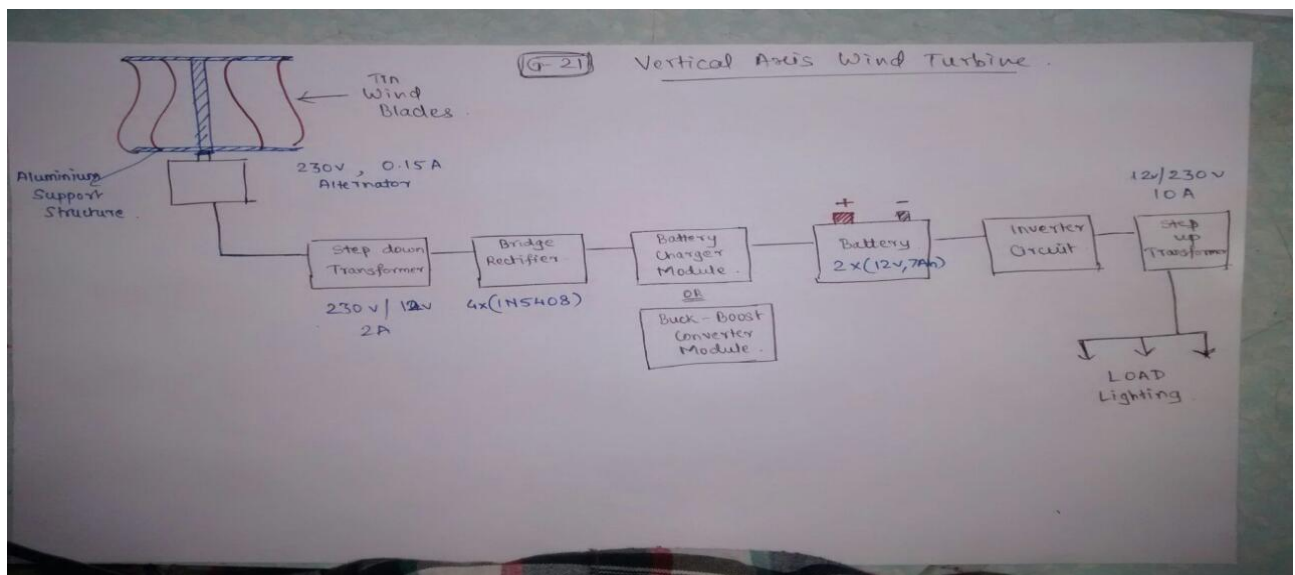 G-21 Vertical Axis Wind Turbine.
Tin
Wind
Blades.
Aluminium
Support
Structure.
230V, 0.15A
Alternator
Step down
Transformer
230V/12V
2A
Bridge
Rectifier
4x(1N5408)
Battery
Charger
Module.
OR
Buck-Boost
Converter
Module.
+ -
Battery
2x(12V,7Ah)
Inverter
Circuit
12V/230V
10A
Step
up
Transformer
LOAD
Lighting